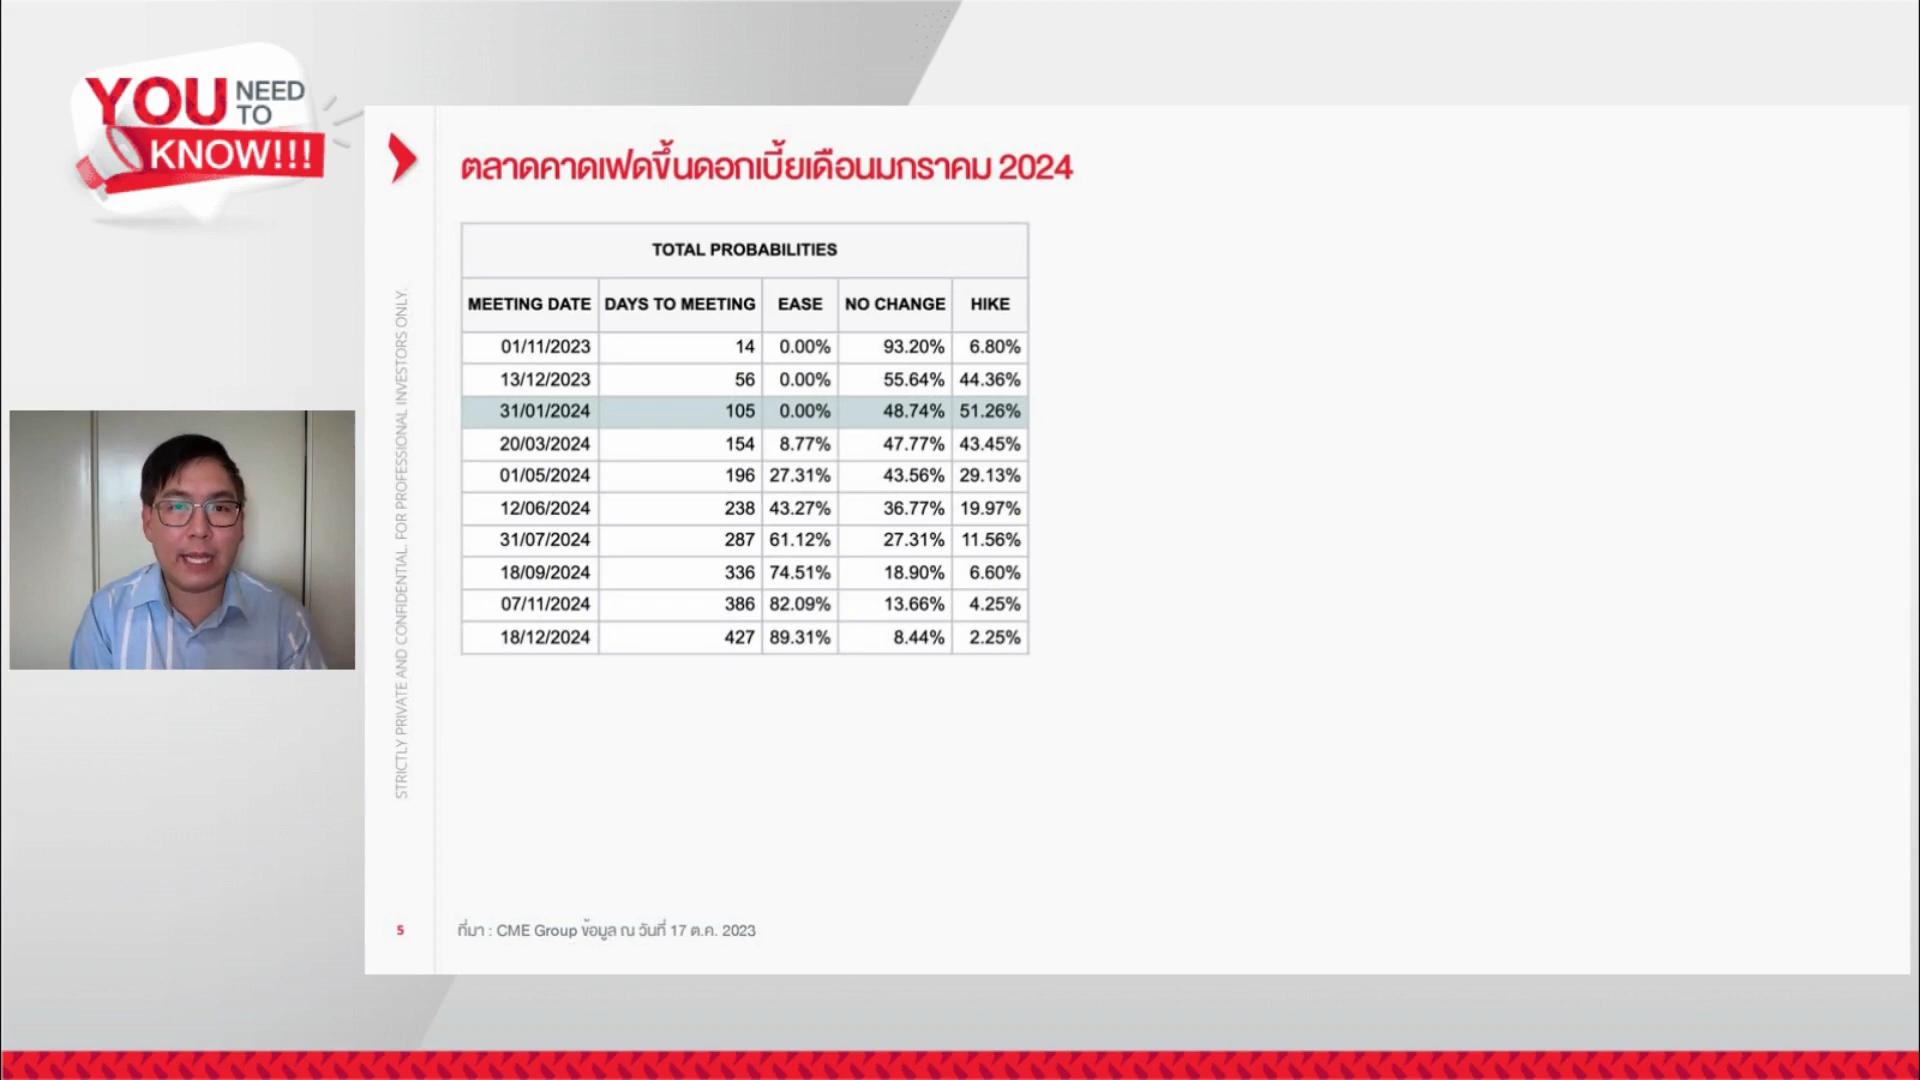 YOU NEED
TO
KNOW!!!
ตลาดคาดเฟดขึ้นดอกเบี้ยเดือนมกราคม 2024
TOTAL PROBABILITIES
MEETING DATE DAYS TO MEETING EASE NO CHANGE HIKE
01/11/2023 14 0.00% 93.20% 6.80%
13/12/2023 56 0.00% 55.64% 44.36%
31/01/2024 105 0.00% 48.74% 51.26%
20/03/2024 154 8.77% 47.77% 43.45%
01/05/2024 196 27.31% 43.56% 29.13%
12/06/2024 238 43.27% 36.77% 19.97%
31/07/2024 287 61.12% 27.31% 11.56%
18/09/2024 336 74.51% 18.90% 6.60%
07/11/2024 386 82.09% 13.66% 4.25%
18/12/2024 427 89.31% 8.44% 2.25%
STRICTLY PRIVATE AND CONFIDENTIAL. FOR PROFESSIONAL INVESTORS ONLY.
5
ที่มา : CME Group ข้อมูล ณ วันที่ 17 ต.ค. 2023